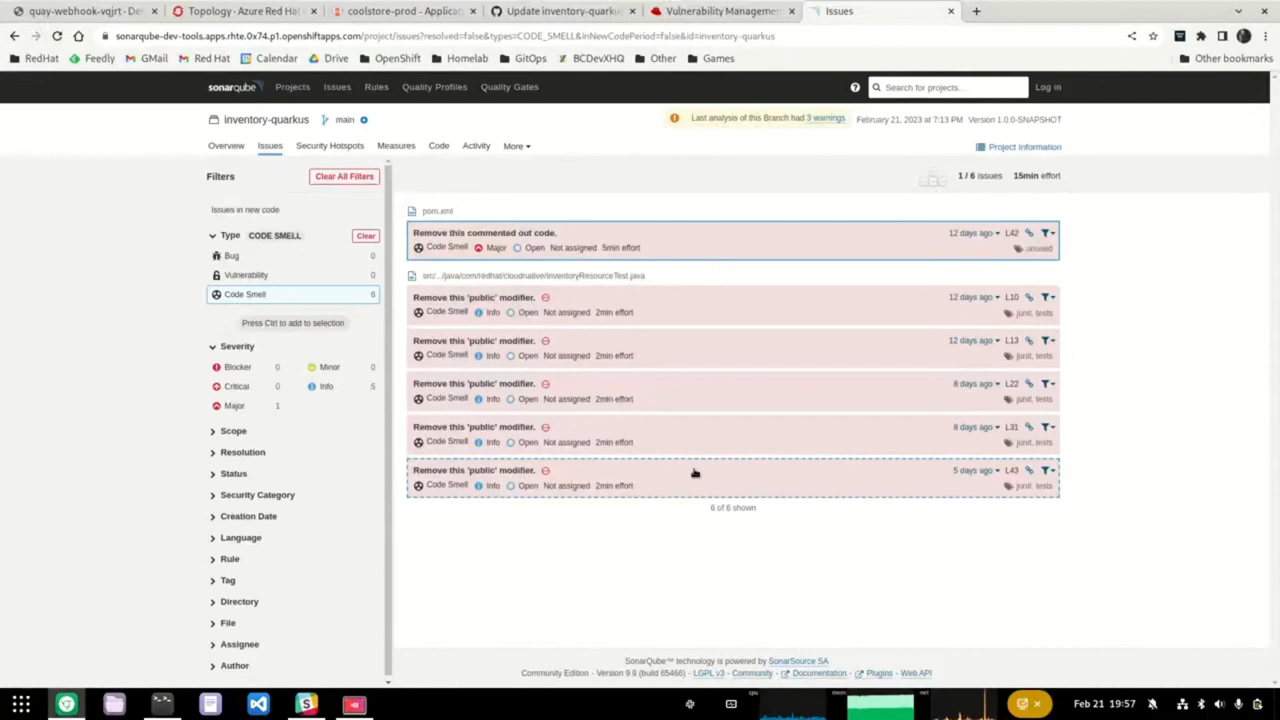 quay-webhook-vqjrt · Dev
Topology · Azure Red Hat
coolstore-prod - Applicat
Update inventory-quarkus
Vulnerability Management
Issues
sonarqube-dev-tools.apps.rhte.0x74.p1.openshiftapps.com/project/issues?resolved=false&types=CODE_SMELL&inNewCodePeriod=false&id=inventory-quarkus
RedHat Feedly GMail Red Hat Calendar Drive OpenShift Homelab GitOps BCDevXHQ Other Games Other bookmarks
sonarqube Projects Issues Rules Quality Profiles Quality Gates Search for projects... Log in
inventory-quarkus main Last analysis of this Branch had 3 warnings February 21, 2023 at 7:13 PM Version 1.0.0-SNAPSHOT
Overview Issues Security Hotspots Measures Code Activity More Project Information
Filters Clear All Filters
1 / 6 issues 15min effort
Issues in new code
Type CODE SMELL Clear
Bug 0
Vulnerability 0
Code Smell 6
Press Ctrl to add to selection
Severity
Blocker 0 Minor 0
Critical 0 Info 5
Major 1
Scope
Resolution
Status
Security Category
Creation Date
Language
Rule
Tag
Directory
File
Assignee
Author
pom.xml
Remove this commented out code. 12 days ago L42
Code Smell Major Open Not assigned 5min effort unused
src/.../java/com/redhat/cloudnative/InventoryResourceTest.java
Remove this 'public' modifier. 12 days ago L10
Code Smell Info Open Not assigned 2min effort junit, tests
Remove this 'public' modifier. 12 days ago L13
Code Smell Info Open Not assigned 2min effort junit, tests
Remove this 'public' modifier. 8 days ago L22
Code Smell Info Open Not assigned 2min effort junit, tests
Remove this 'public' modifier. 8 days ago L31
Code Smell Info Open Not assigned 2min effort junit, tests
Remove this 'public' modifier. 5 days ago L43
Code Smell Info Open Not assigned 2min effort junit, tests
6 of 6 shown
SonarQube™ technology is powered by SonarSource SA
Community Edition - Version 9.9 (build 65466) - LGPL v3 - Community - Documentation - Plugins - Web API
cpu mem net
Feb 21 19:57